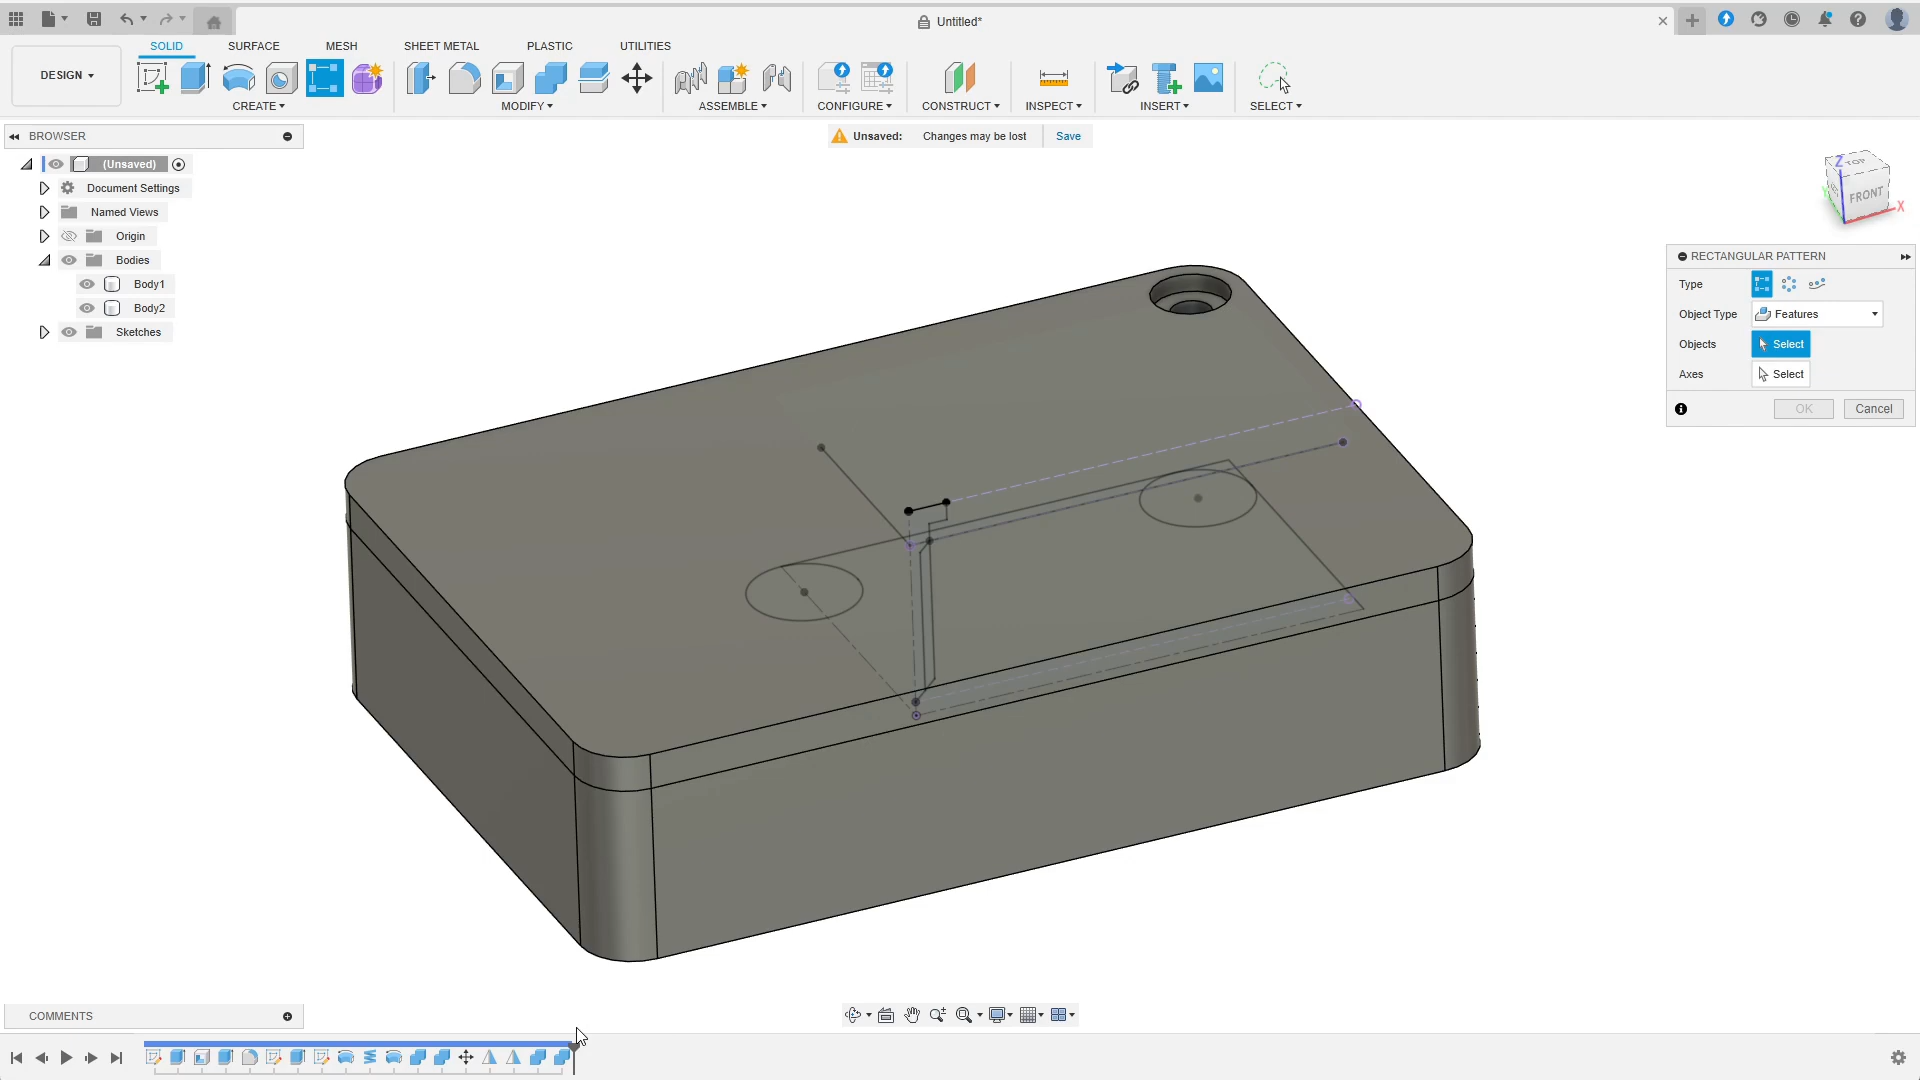 Untitled*
DESIGN
SOLID
SURFACE
MESH
SHEET METAL
PLASTIC
UTILITIES
CREATE
MODIFY
ASSEMBLE
CONFIGURE
CONSTRUCT
INSPECT
INSERT
SELECT
BROWSER
Unsaved: Changes may be lost Save
(Unsaved)
Document Settings
Named Views
Origin
Bodies
Body1
Body2
Sketches
Z
TOP
FRONT
X
Y
RECTANGULAR PATTERN
Type
Object Type Features
Objects Select
Axes Select
OK Cancel
COMMENTS